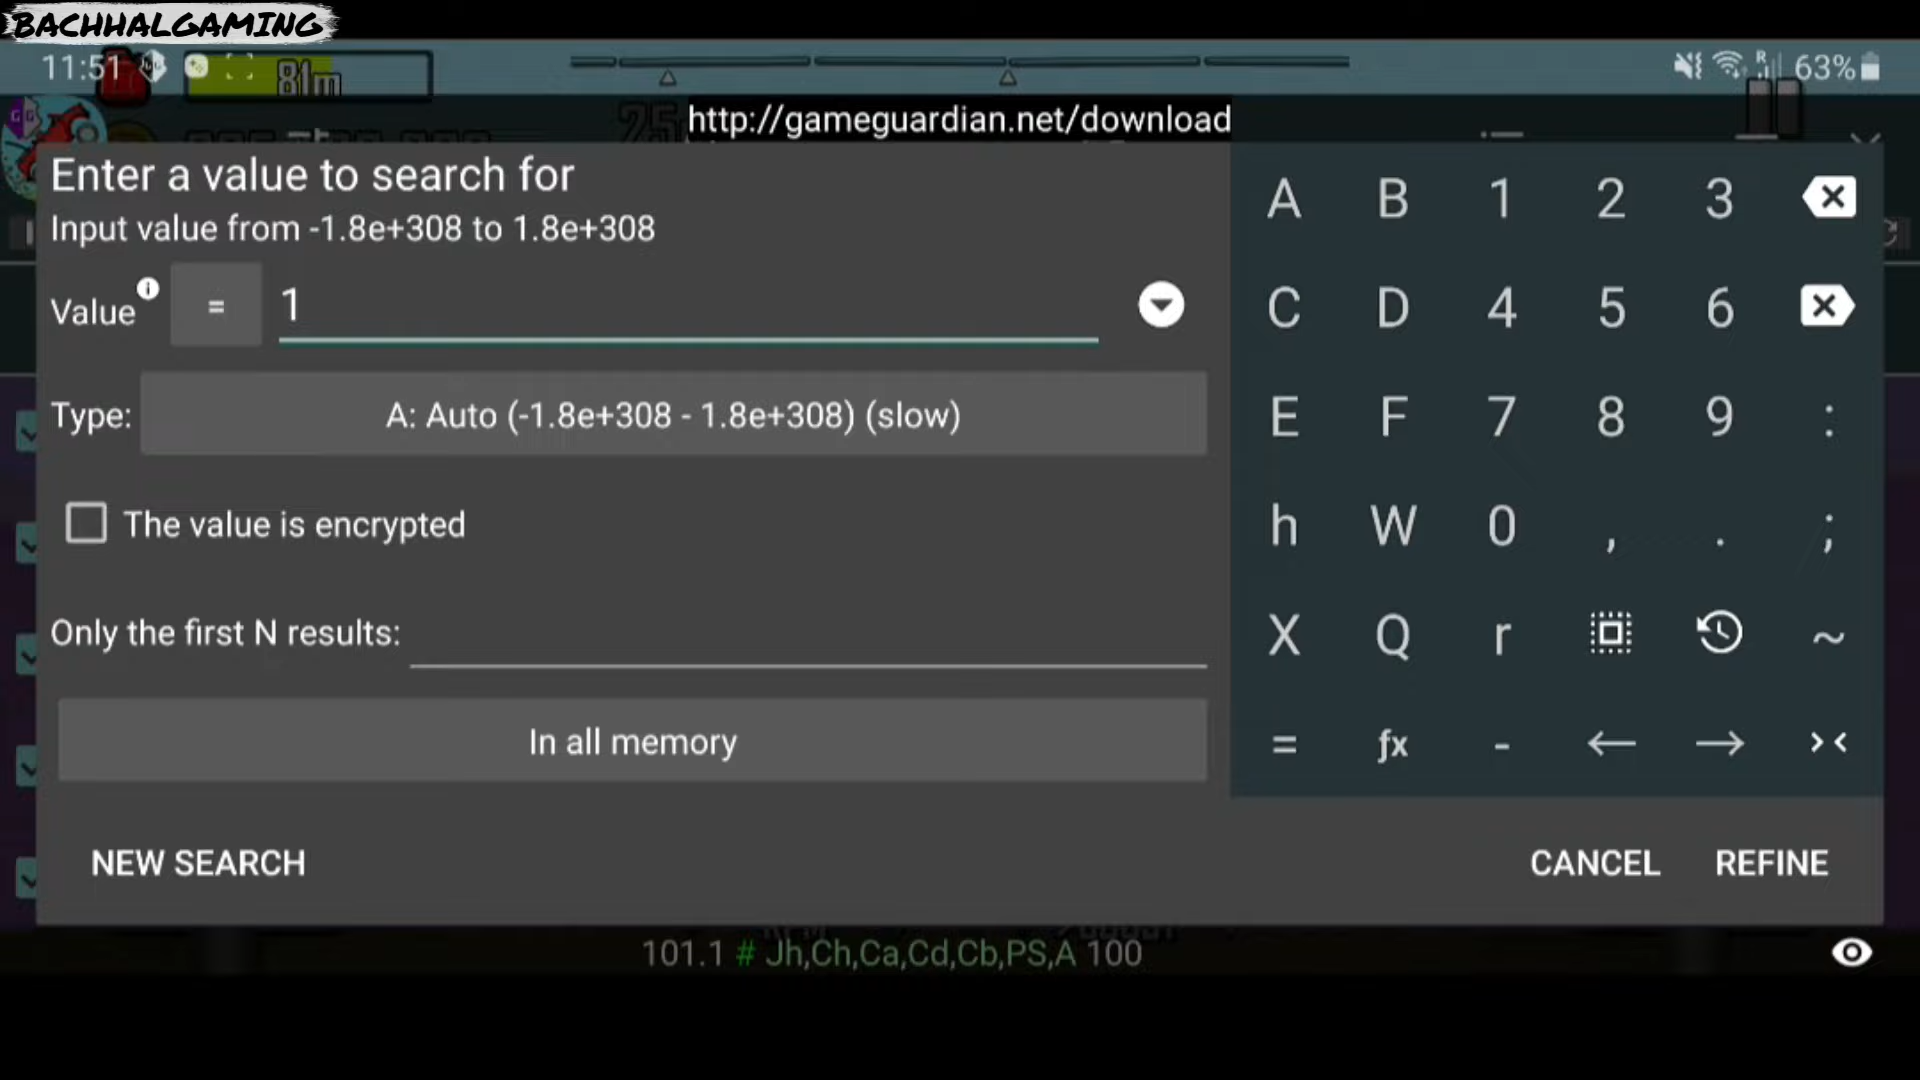 BACHHALGAMING
11:51
81m
R
63%
http://gameguardian.net/download
Enter a value to search for
Input value from -1.8e+308 to 1.8e+308
Value
=
1
Type:
A: Auto (-1.8e+308 - 1.8e+308) (slow)
The value is encrypted
Only the first N results:
In all memory
NEW SEARCH
CANCEL
REFINE
A B 1 2 3
C D 4 5 6
E F 7 8 9 :
h W 0 , . ;
X Q r ~
= ƒx - ← → ><
101.1 # Jh,Ch,Ca,Cd,Cb,PS,A 100